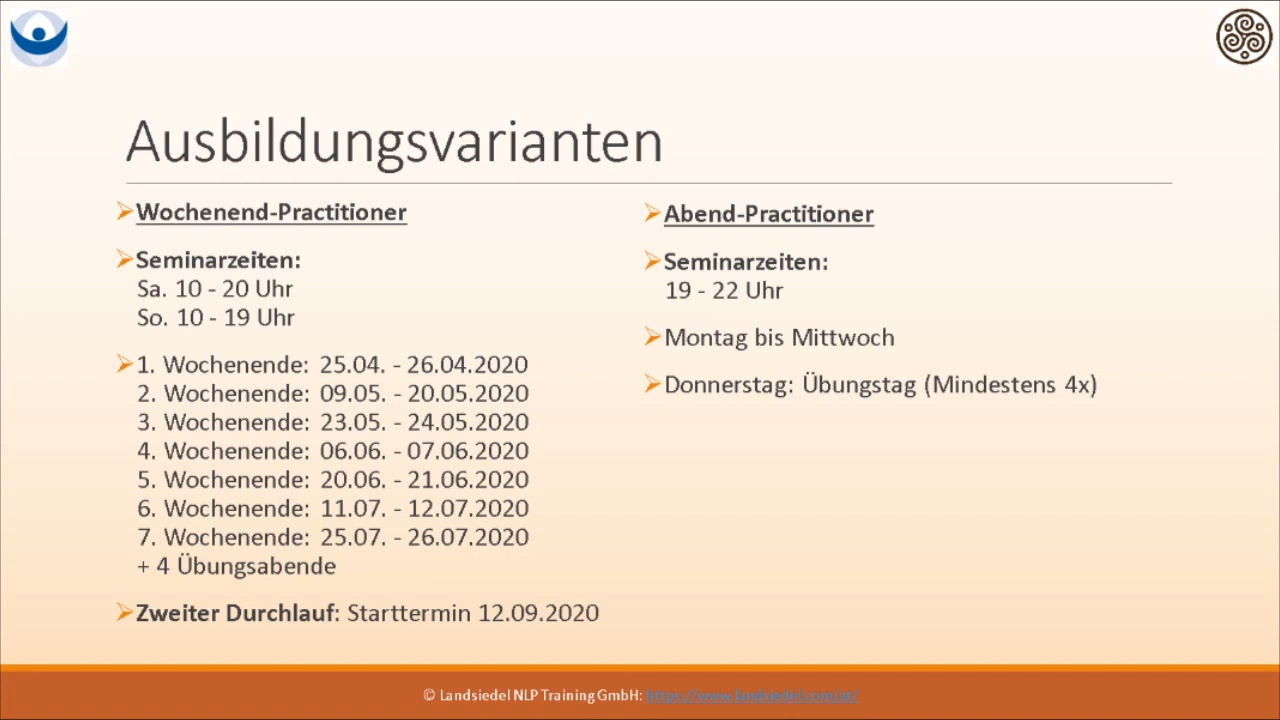 Ausbildungsvarianten
Wochenend-Practitioner
Seminarzeiten:
Sa. 10 - 20 Uhr
So. 10 - 19 Uhr
1. Wochenende: 25.04. - 26.04.2020
2. Wochenende: 09.05. - 20.05.2020
3. Wochenende: 23.05. - 24.05.2020
4. Wochenende: 06.06. - 07.06.2020
5. Wochenende: 20.06. - 21.06.2020
6. Wochenende: 11.07. - 12.07.2020
7. Wochenende: 25.07. - 26.07.2020
+ 4 Übungsabende
Zweiter Durchlauf: Starttermin 12.09.2020
Abend-Practitioner
Seminarzeiten:
19 - 22 Uhr
Montag bis Mittwoch
Donnerstag: Übungstag (Mindestens 4x)
© Landsiedel NLP Training GmbH: https://www.landsiedel.com/at/